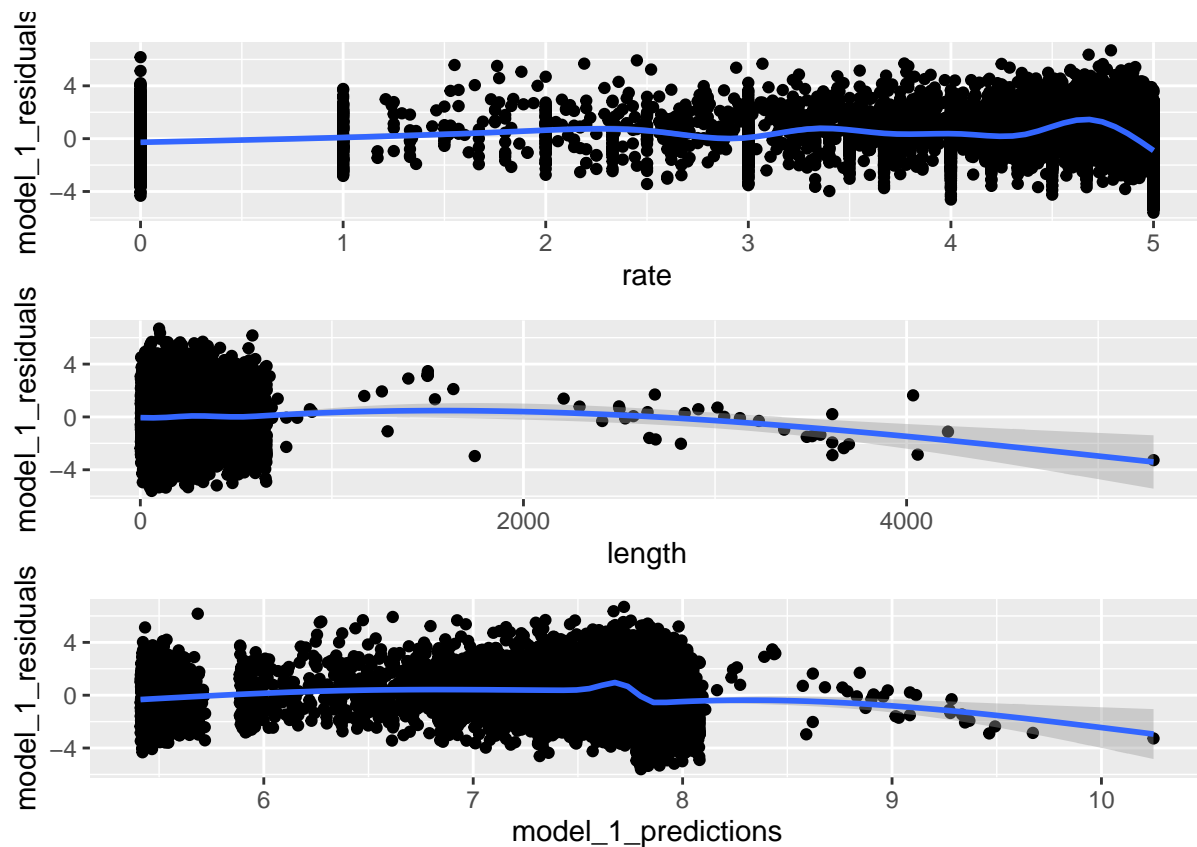 model_1_residuals
4
0
−4
0 1 2 3 4 5
rate
model_1_residuals
4
0
−4
0 2000 4000
length
model_1_residuals
4
0
−4
6 7 8 9 10
model_1_predictions